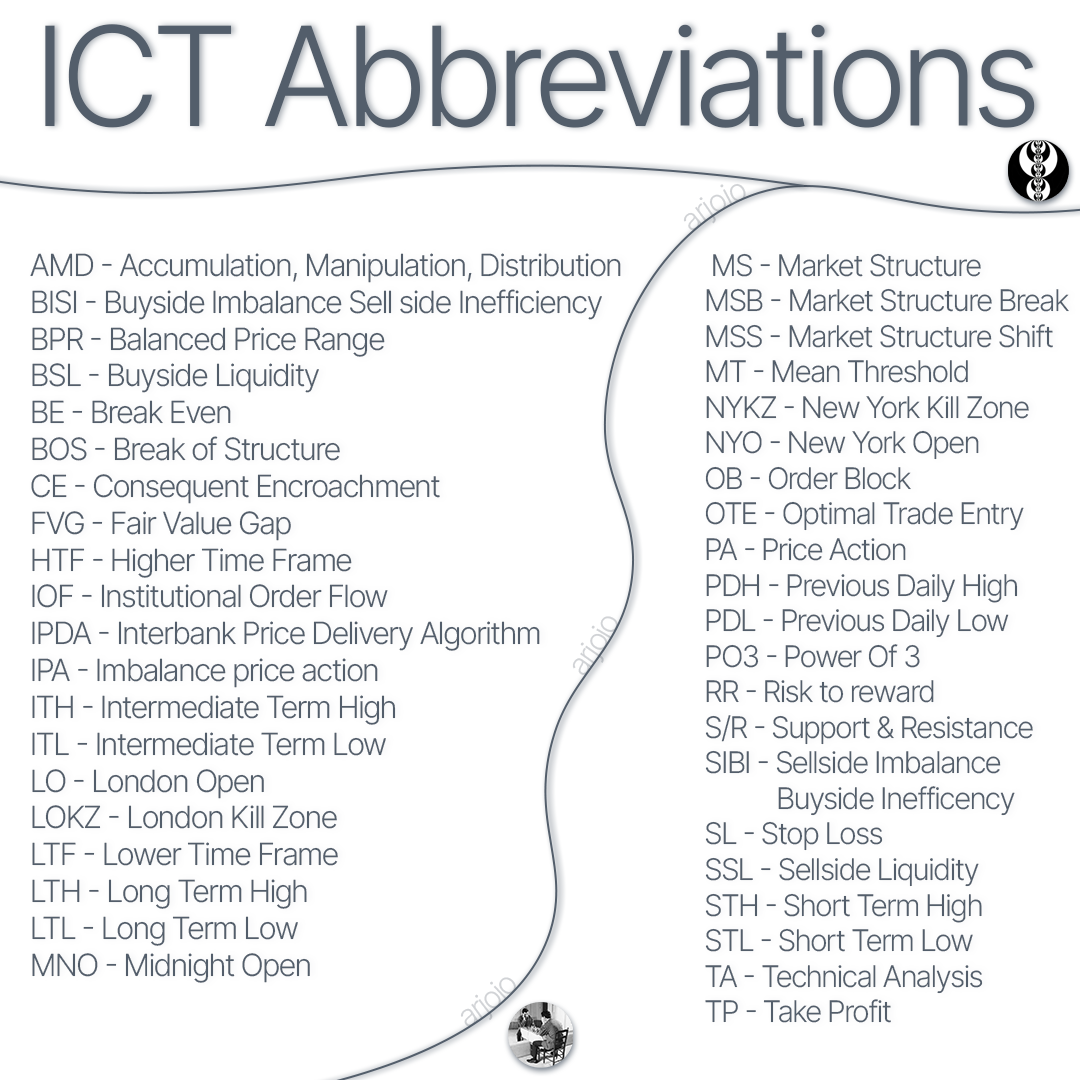 ICT Abbreviations
arjoio
AMD - Accumulation, Manipulation, Distribution
BISI - Buyside Imbalance Sell side Inefficiency
BPR - Balanced Price Range
BSL - Buyside Liquidity
BE - Break Even
BOS - Break of Structure
CE - Consequent Encroachment
FVG - Fair Value Gap
HTF - Higher Time Frame
IOF - Institutional Order Flow
IPDA - Interbank Price Delivery Algorithm
IPA - Imbalance price action
ITH - Intermediate Term High
ITL - Intermediate Term Low
LO - London Open
LOKZ - London Kill Zone
LTF - Lower Time Frame
LTH - Long Term High
LTL - Long Term Low
MNO - Midnight Open
arjoio
arjoio
MS - Market Structure
MSB - Market Structure Break
MSS - Market Structure Shift
MT - Mean Threshold
NYKZ - New York Kill Zone
NYO - New York Open
OB - Order Block
OTE - Optimal Trade Entry
PA - Price Action
PDH - Previous Daily High
PDL - Previous Daily Low
PO3 - Power Of 3
RR - Risk to reward
S/R - Support & Resistance
SIBI - Sellside Imbalance
Buyside Inefficency
SL - Stop Loss
SSL - Sellside Liquidity
STH - Short Term High
STL - Short Term Low
TA - Technical Analysis
TP - Take Profit